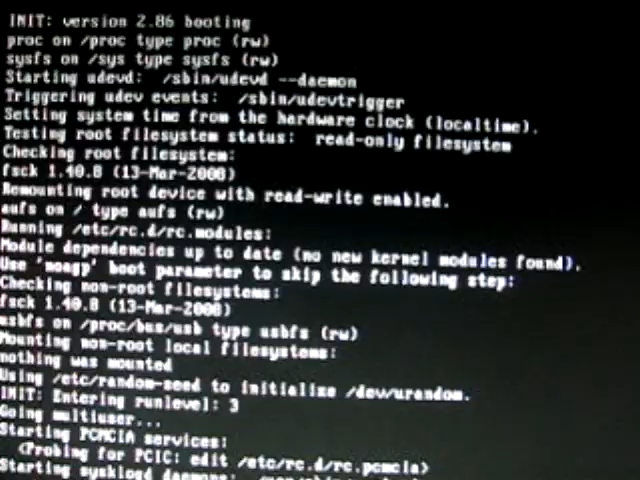 INIT: version 2.86 booting
proc on /proc type proc (rw)
sysfs on /sys type sysfs (rw)
Starting udevd: /sbin/udevd --daemon
Triggering udev events: /sbin/udevtrigger
Setting system time from the hardware clock (localtime).
Testing root filesystem status: read-only filesystem
Checking root filesystem:
fsck 1.40.8 (13-Mar-2008)
Remounting root device with read-write enabled.
aufs on / type aufs (rw)
Running /etc/rc.d/rc.modules:
Module dependencies up to date (no new kernel modules found).
Use 'noagp' boot parameter to skip the following step:
Checking non-root filesystems:
fsck 1.40.8 (13-Mar-2008)
usbfs on /proc/bus/usb type usbfs (rw)
Mounting non-root local filesystems:
nothing was mounted
Using /etc/random-seed to initialize /dev/urandom.
INIT: Entering runlevel: 3
Going multiuser...
Starting PCMCIA services:
<Probing for PCIC: edit /etc/rc.d/rc.pcmcia>
Starting sysklogd daemons: